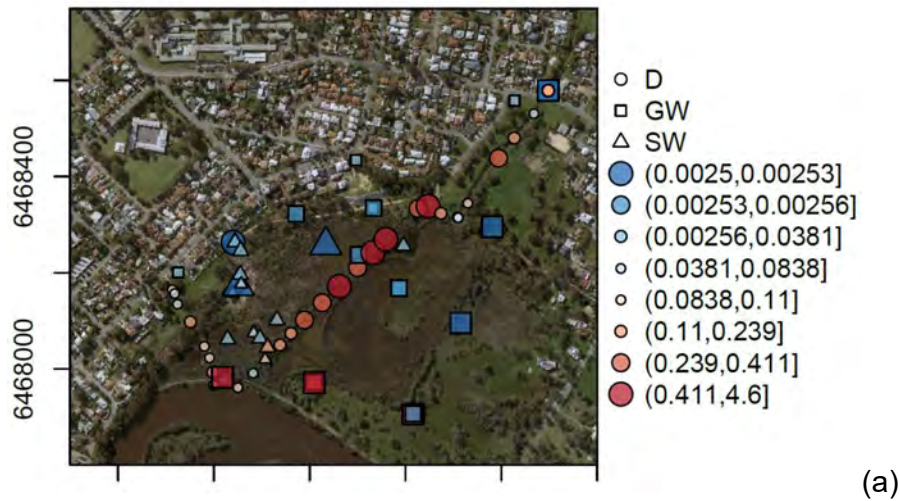 D
GW
SW
(0.0025,0.00253]
(0.00253,0.00256]
(0.00256,0.0381]
(0.0381,0.0838]
(0.0838,0.11]
(0.11,0.239]
(0.239,0.411]
(0.411,4.6]
6468400
6468000
(a)